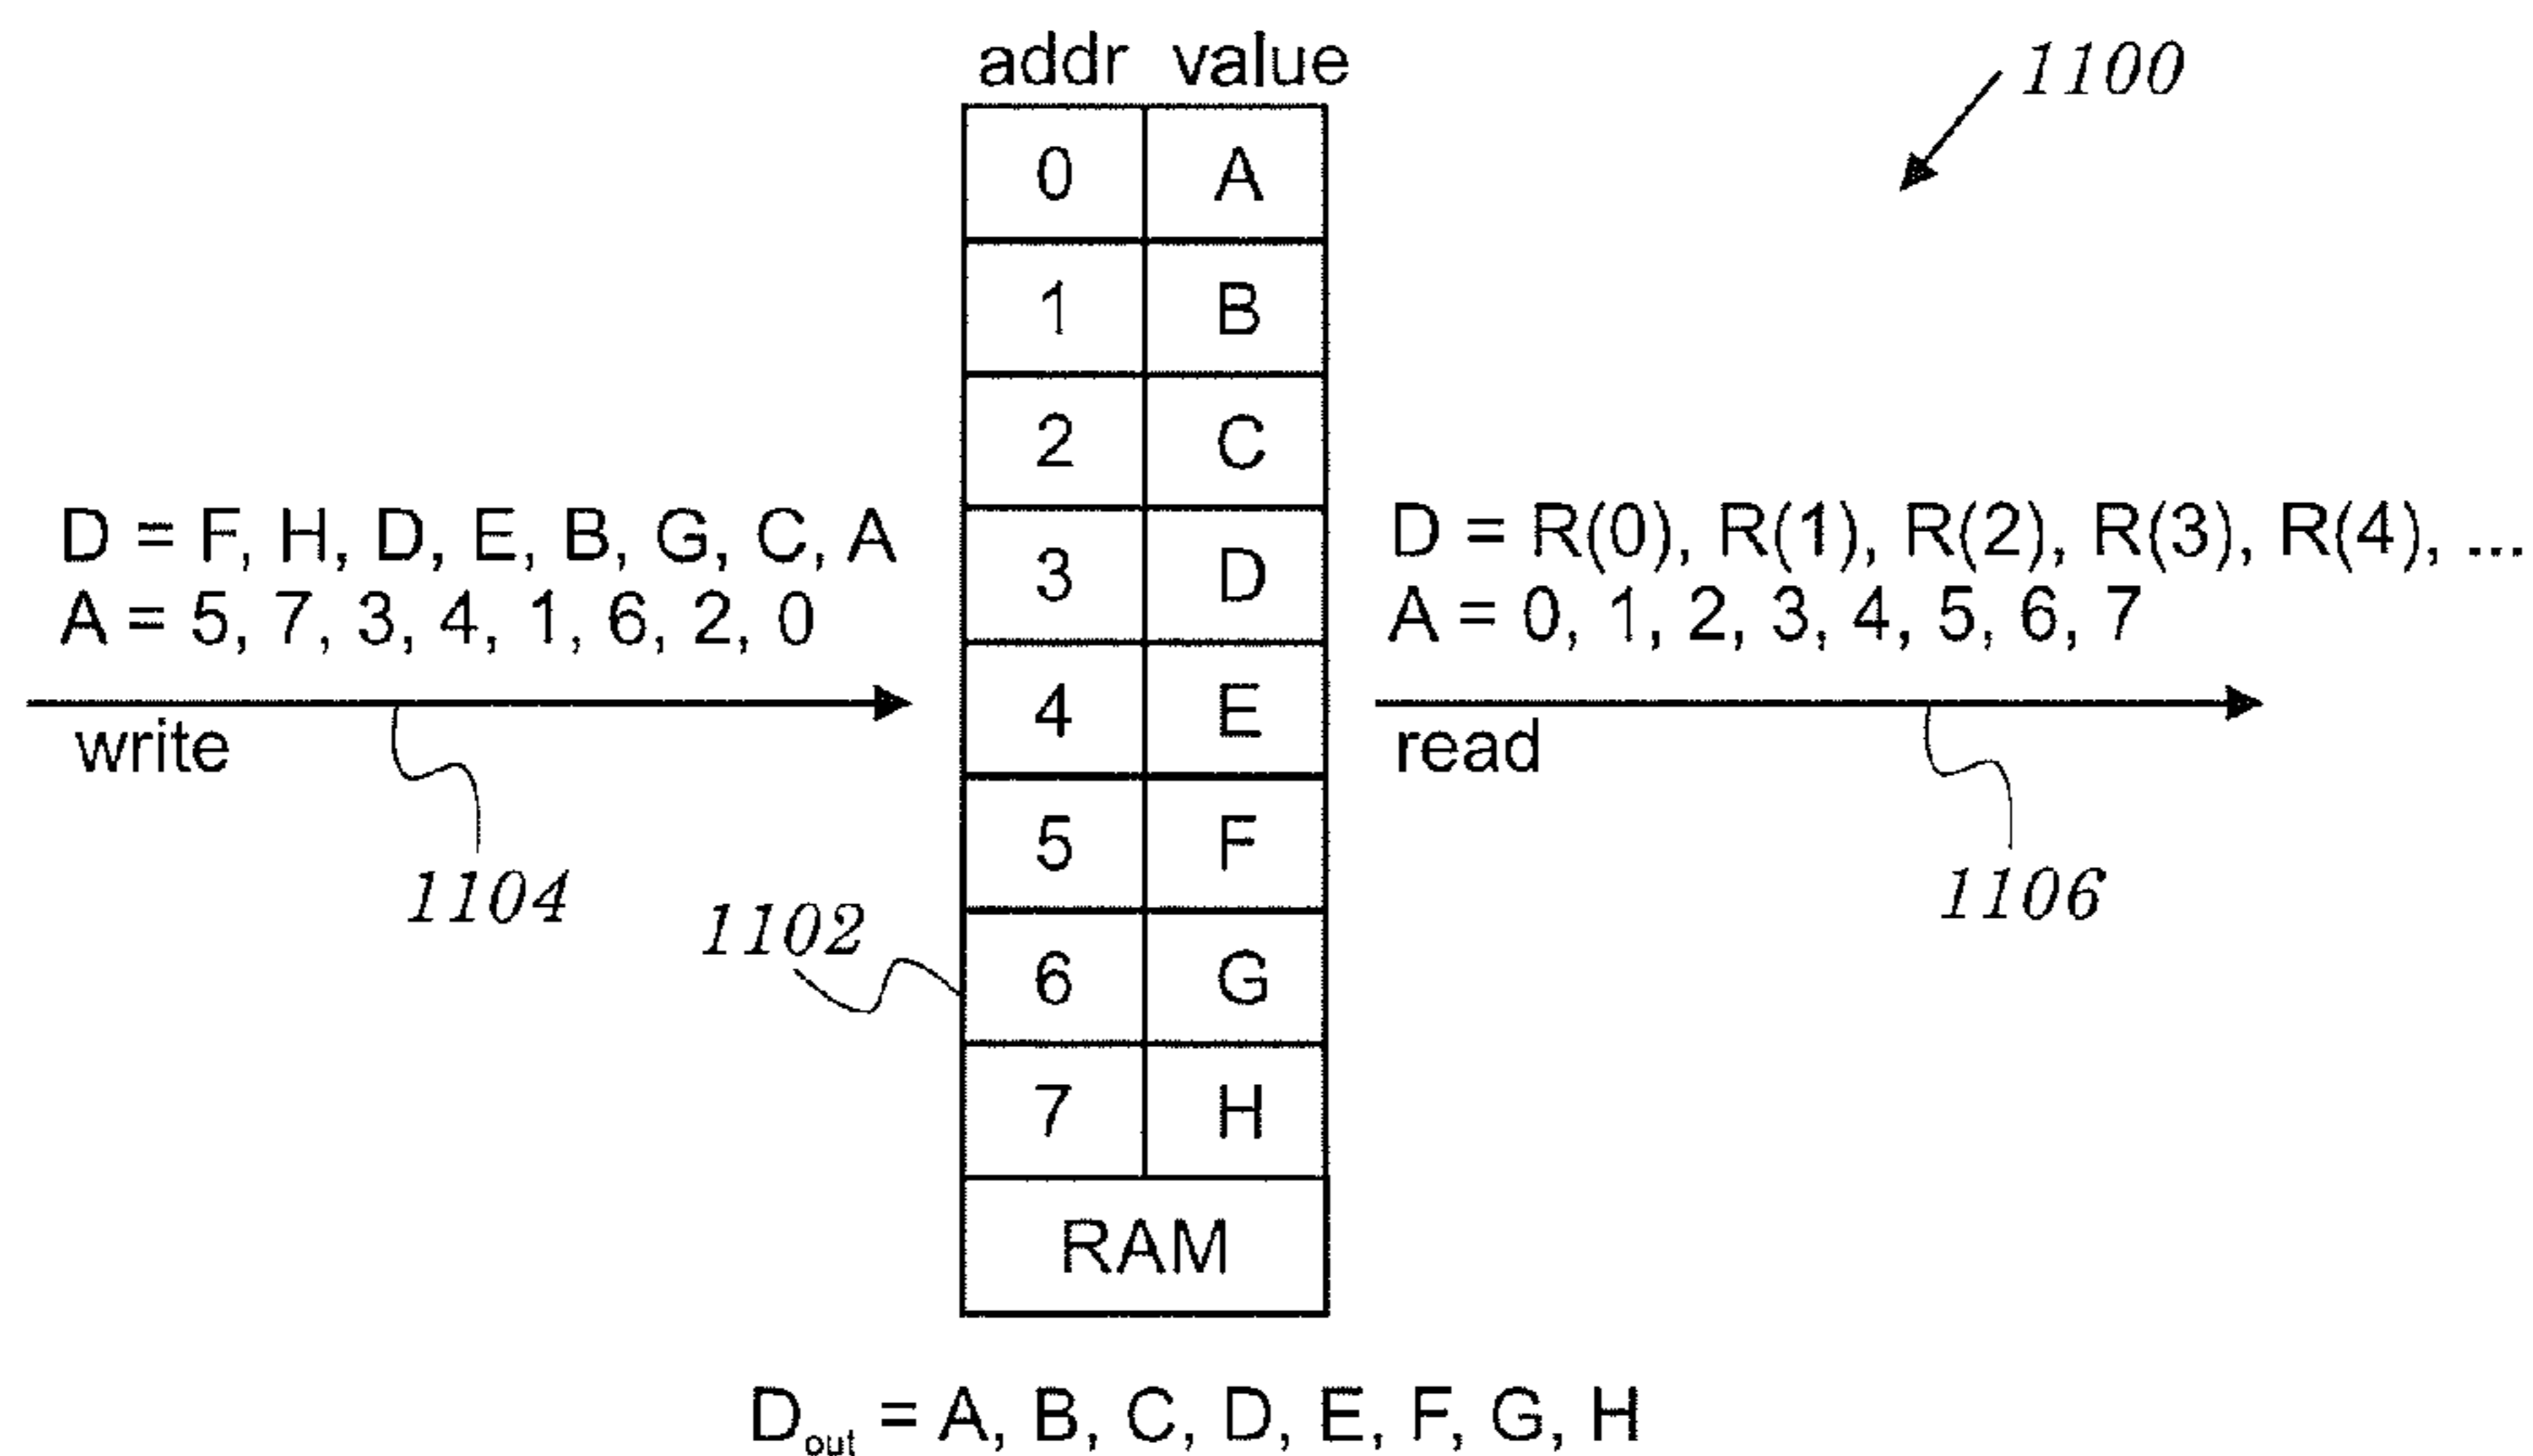 addr value
1100
0 A
1 B
2 C
3 D
4 E
5 F
6 G
7 H
RAM
D = F, H, D, E, B, G, C, A
A = 5, 7, 3, 4, 1, 6, 2, 0
write
1104
1102
D = R(0), R(1), R(2), R(3), R(4), ...
A = 0, 1, 2, 3, 4, 5, 6, 7
read
1106
Dout = A, B, C, D, E, F, G, H